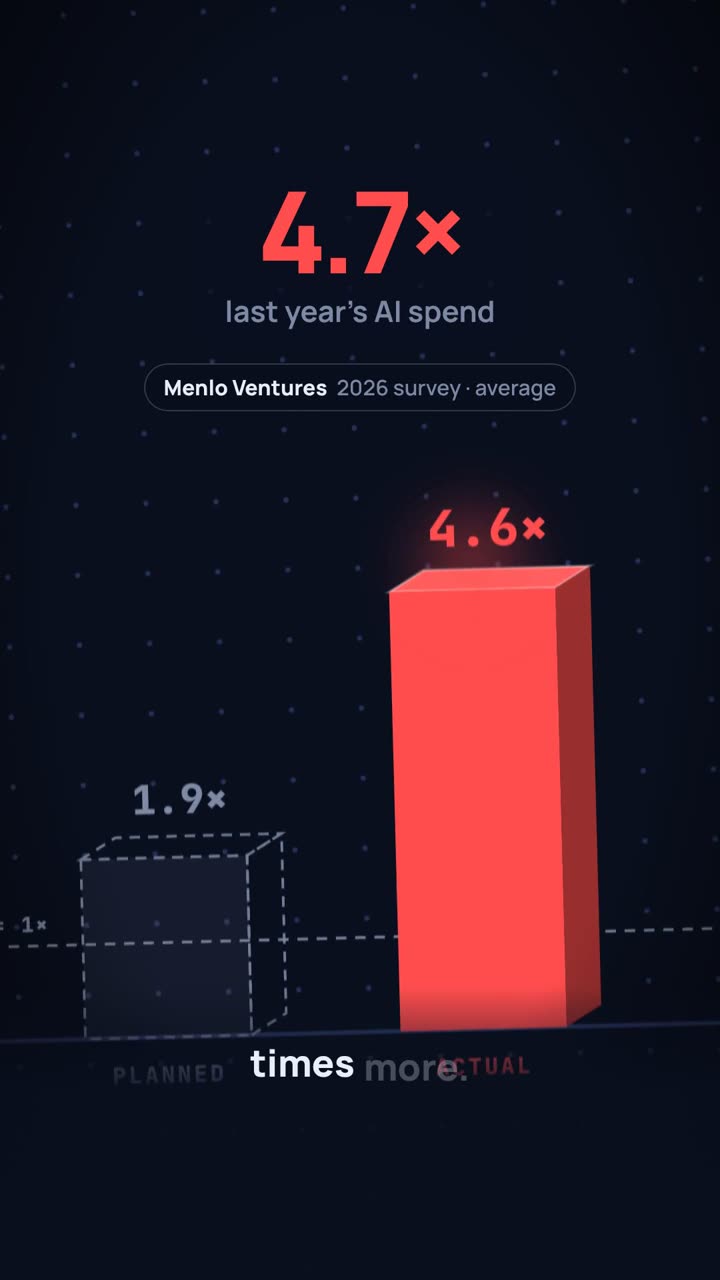 4.7×
last year's AI spend
Menlo Ventures 2026 survey · average
4.6×
1.9×
1×
PLANNED
times more.